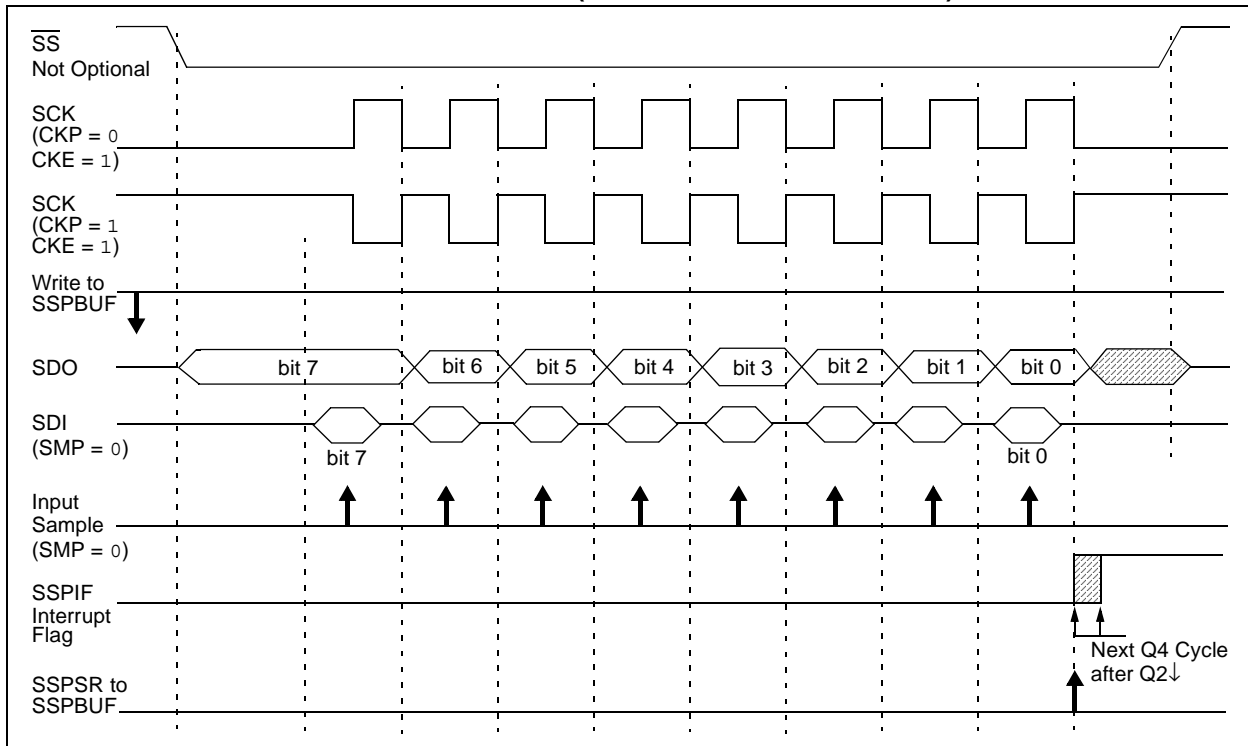 SS
Not Optional
SCK
(CKP = 0
CKE = 1)
SCK
(CKP = 1
CKE = 1)
Write to
SSPBUF
SDO
bit 7 bit 6 bit 5 bit 4 bit 3 bit 2 bit 1 bit 0
SDI
(SMP = 0)
bit 7 bit 0
Input
Sample
(SMP = 0)
SSPIF
Interrupt
Flag
Next Q4 Cycle
after Q2↓
SSPSR to
SSPBUF